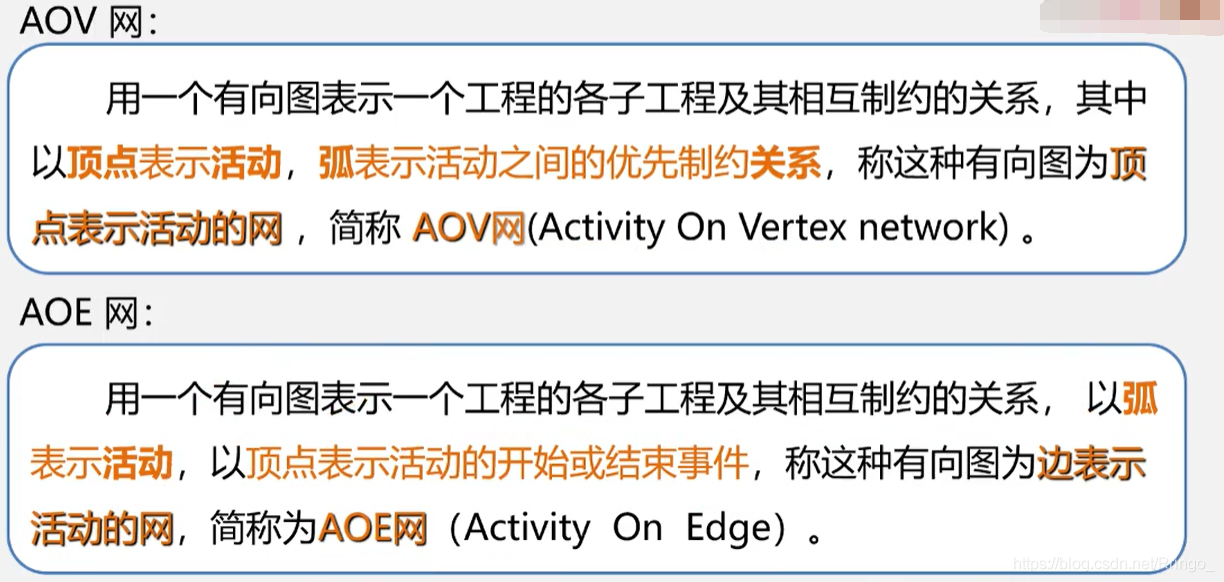 AOV 网：
用一个有向图表示一个工程的各子工程及其相互制约的关系，其中
以顶点表示活动，弧表示活动之间的优先制约关系，称这种有向图为顶
点表示活动的网 ，简称 AOV网(Activity On Vertex network) 。
AOE 网：
用一个有向图表示一个工程的各子工程及其相互制约的关系， 以弧
表示活动，以顶点表示活动的开始或结束事件，称这种有向图为边表示
活动的网，简称为AOE网（Activity On Edge）。